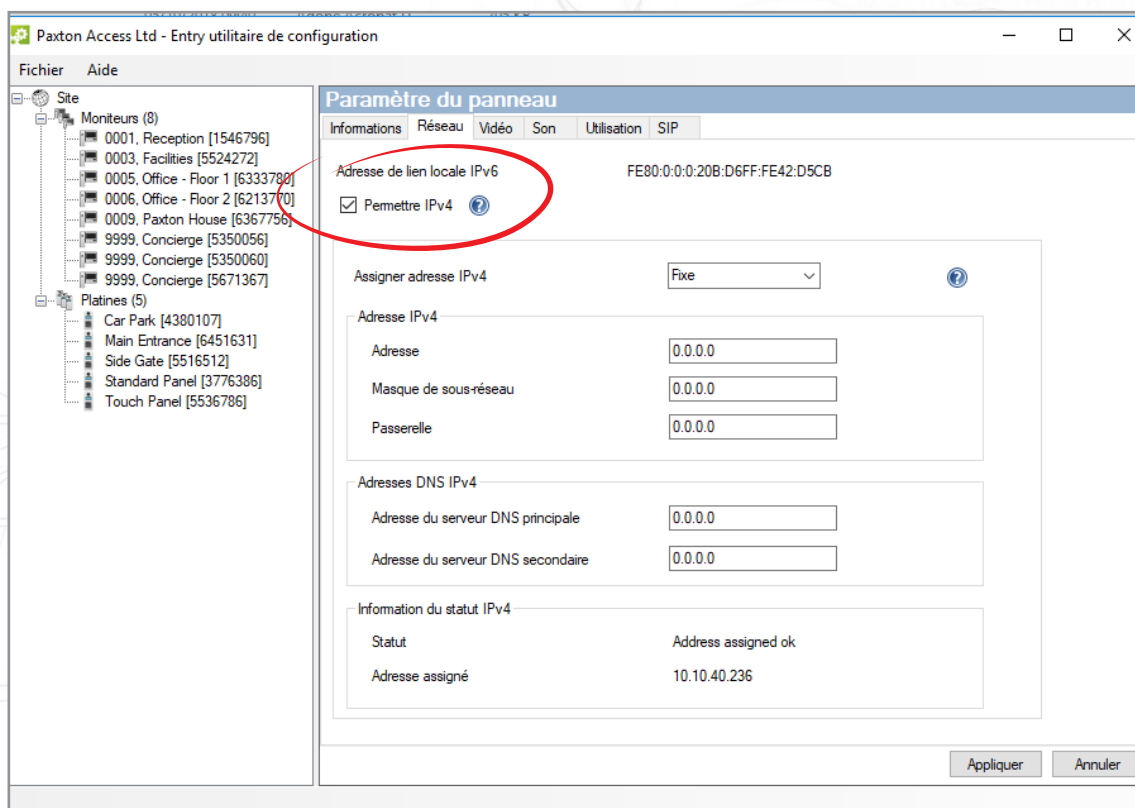 Paxton Access Ltd - Entry utilitaire de configuration
Fichier Aide
Site
Moniteurs (8)
0001, Reception [1546796]
0003, Facilities [5524272]
0005, Office - Floor 1 [6333780]
0006, Office - Floor 2 [6213770]
0009, Paxton House [6367756]
9999, Concierge [5350056]
9999, Concierge [5350060]
9999, Concierge [5671367]
Platines (5)
Car Park [4380107]
Main Entrance [6451631]
Side Gate [5516512]
Standard Panel [3776386]
Touch Panel [5536786]
Paramètre du panneau
Informations Réseau Vidéo Son Utilisation SIP
Adresse de lien locale IPv6 FE80:0:0:0:20B:D6FF:FE42:D5CB
Permettre IPv4 ?
Assigner adresse IPv4 Fixe ?
Adresse IPv4
Adresse 0.0.0.0
Masque de sous-réseau 0.0.0.0
Passerelle 0.0.0.0
Adresses DNS IPv4
Adresse du serveur DNS principale 0.0.0.0
Adresse du serveur DNS secondaire 0.0.0.0
Information du statut IPv4
Statut Address assigned ok
Adresse assigné 10.10.40.236
Appliquer Annuler